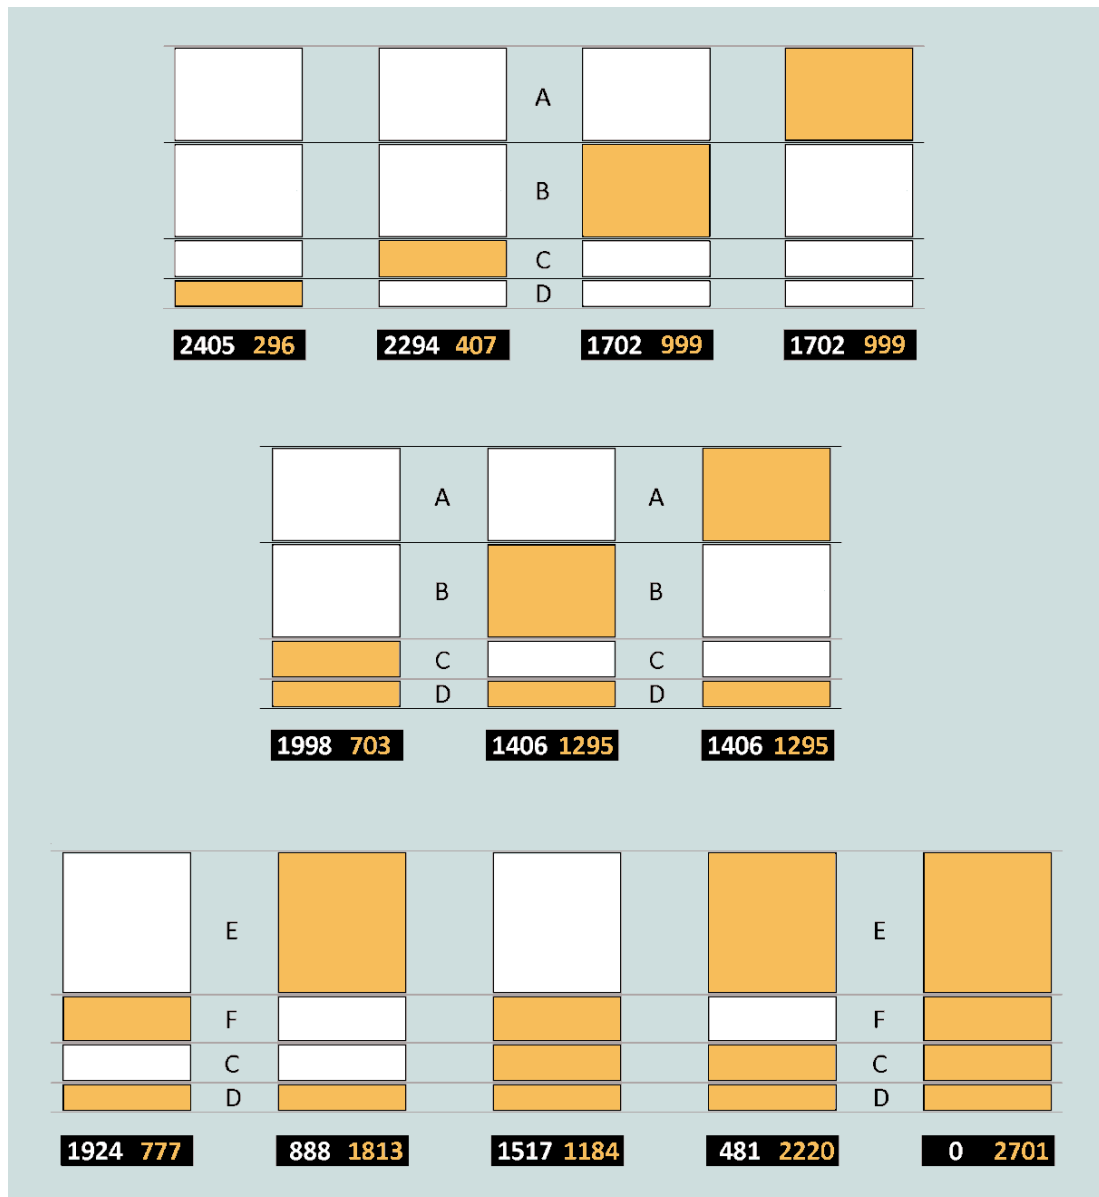 A
B
C
D
2405 296
2294 407
1702 999
1702 999
A A
B B
C C
D D
1998 703
1406 1295
1406 1295
E E
F F
C C
D D
1924 777
888 1813
1517 1184
481 2220
0 2701